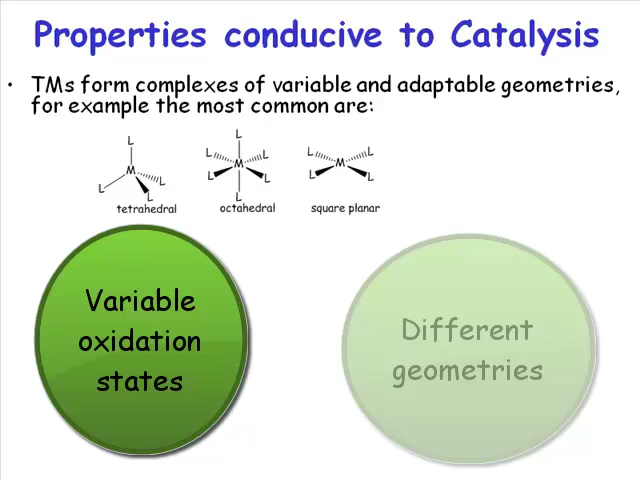 Properties conducive to Catalysis
• TMs form complexes of variable and adaptable geometries,
for example the most common are:
L
M
L
L
L
tetrahedral
L
L
L
M
L
L
L
octahedral
L
L
M
L
L
square planar
Variable
oxidation
states
Different
geometries